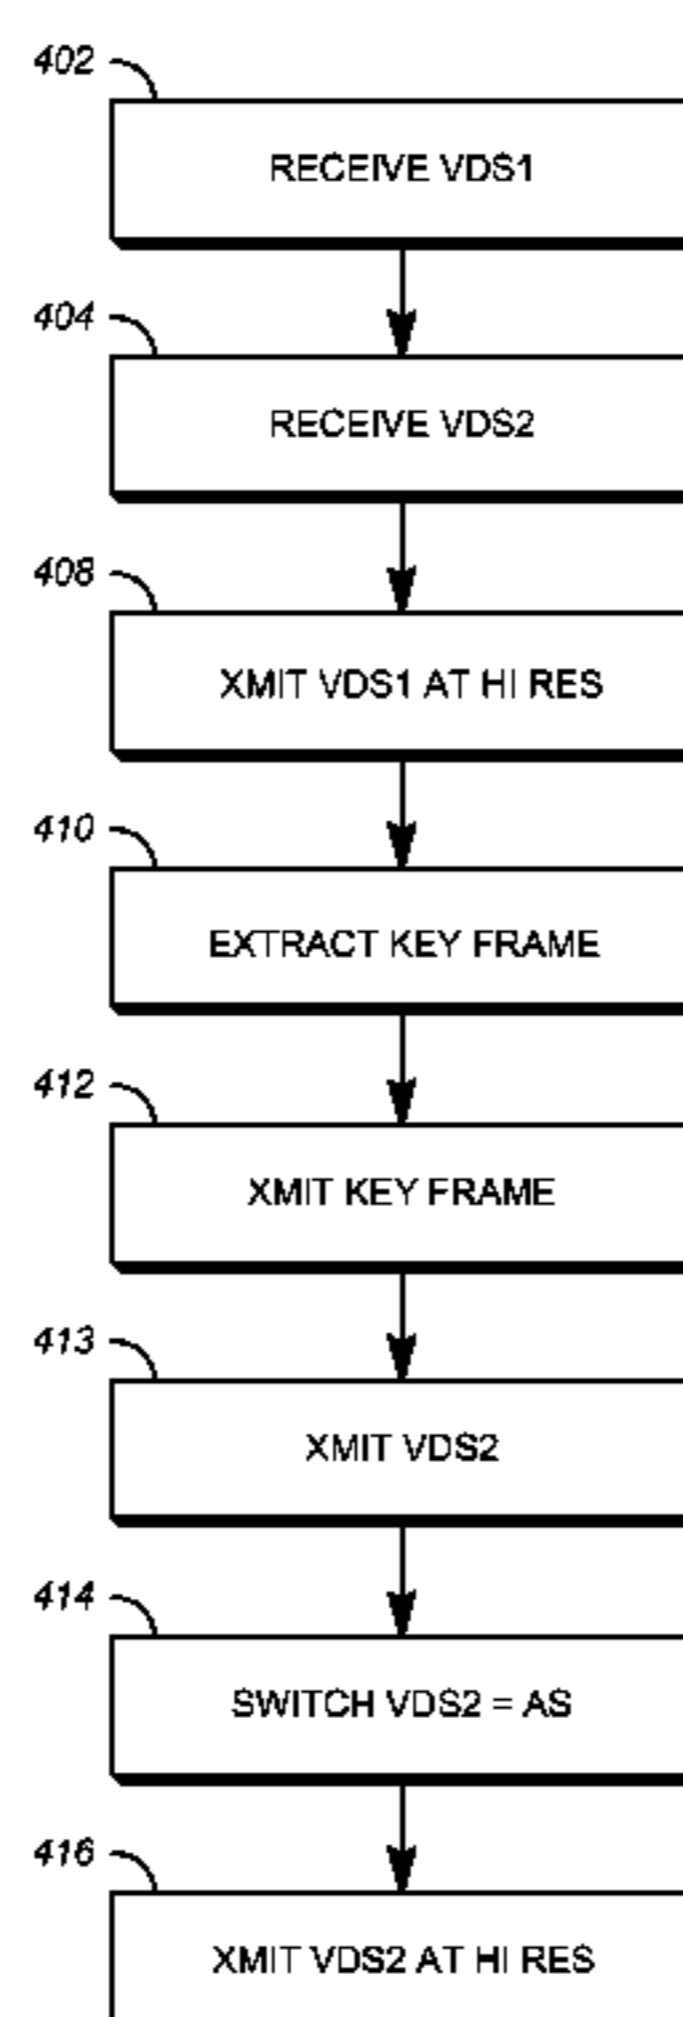 402
RECEIVE VDS1
404
RECEIVE VDS2
408
XMIT VDS1 AT HI RES
410
EXTRACT KEY FRAME
412
XMIT KEY FRAME
413
XMIT VDS2
414
SWITCH VDS2 = AS
416
XMIT VDS2 AT HI RES